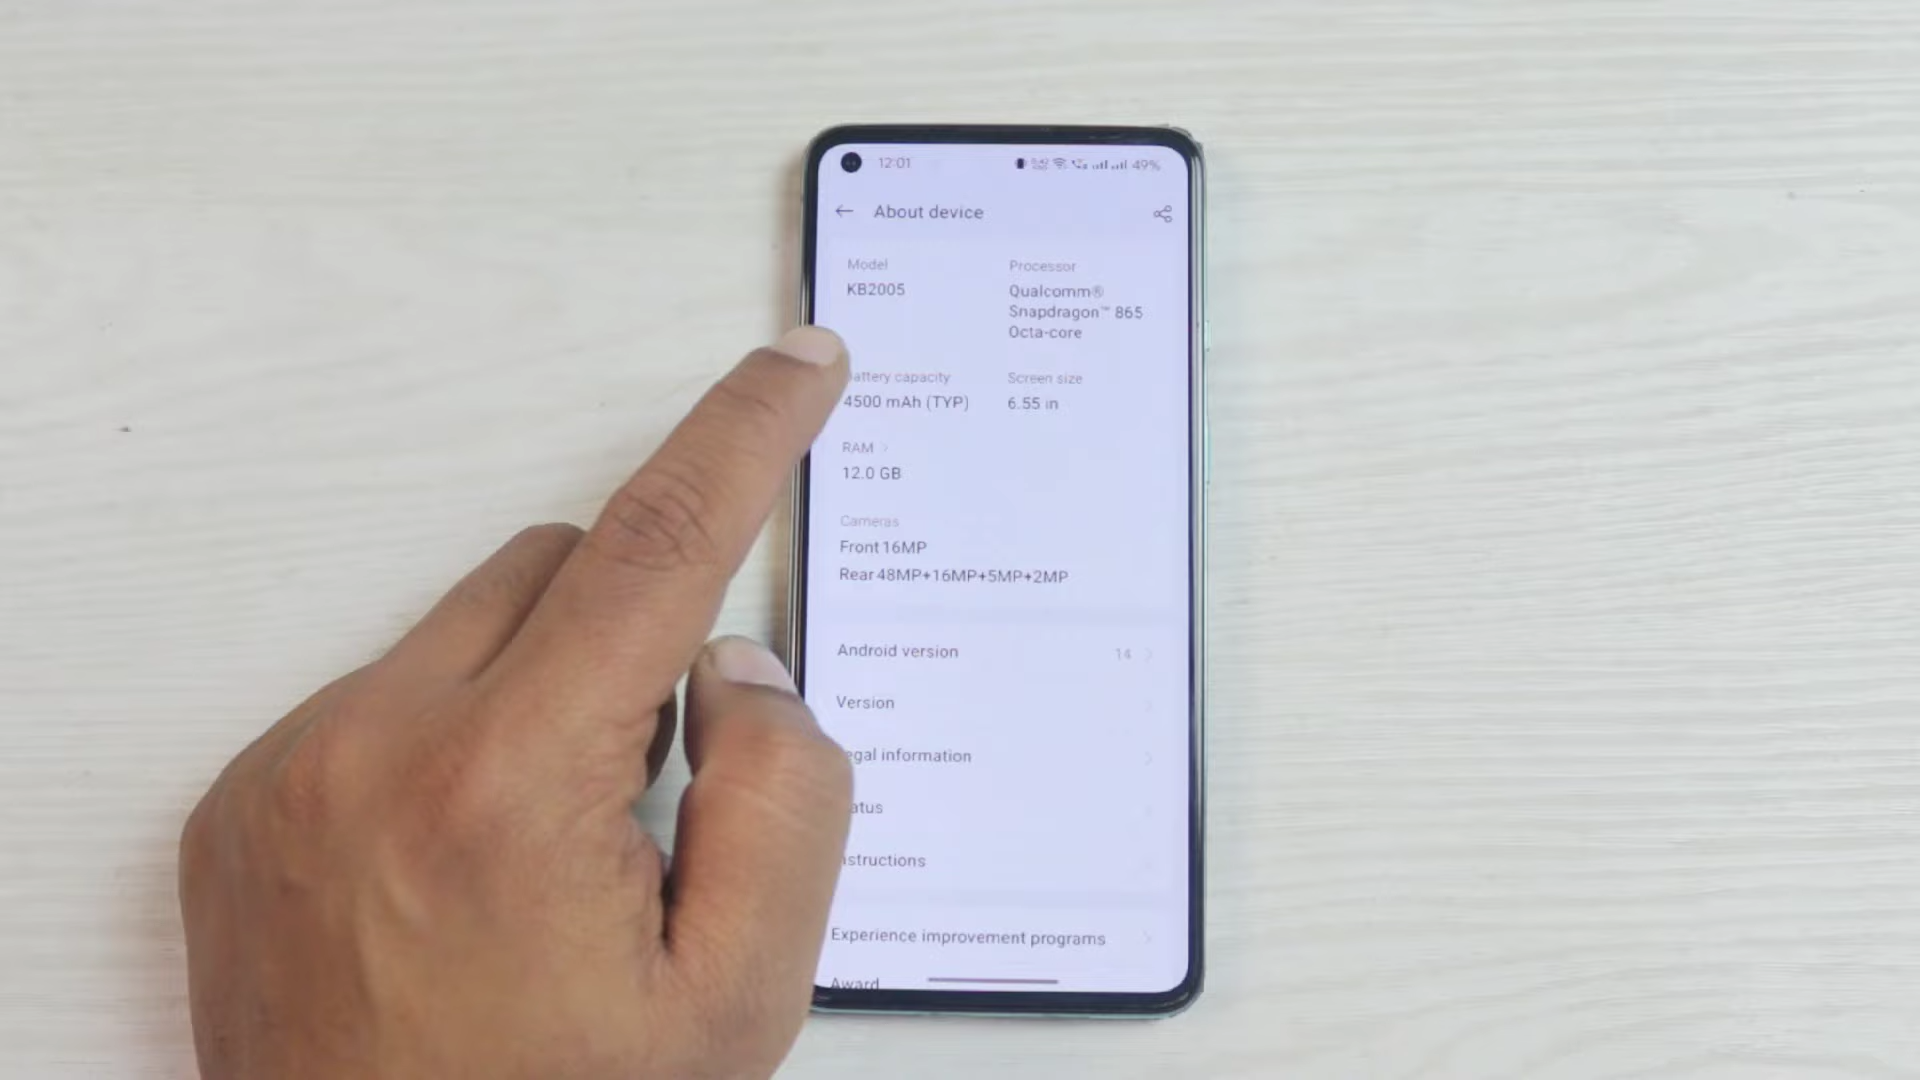 12:01
49%
About device
Model
KB2005
Processor
Qualcomm®
Snapdragon™ 865
Octa-core
attery capacity
4500 mAh (TYP)
Screen size
6.55 in
RAM >
12.0 GB
Cameras
Front 16MP
Rear 48MP+16MP+5MP+2MP
Android version 14 >
Version >
egal information >
atus >
nstructions >
Experience improvement programs >
Award